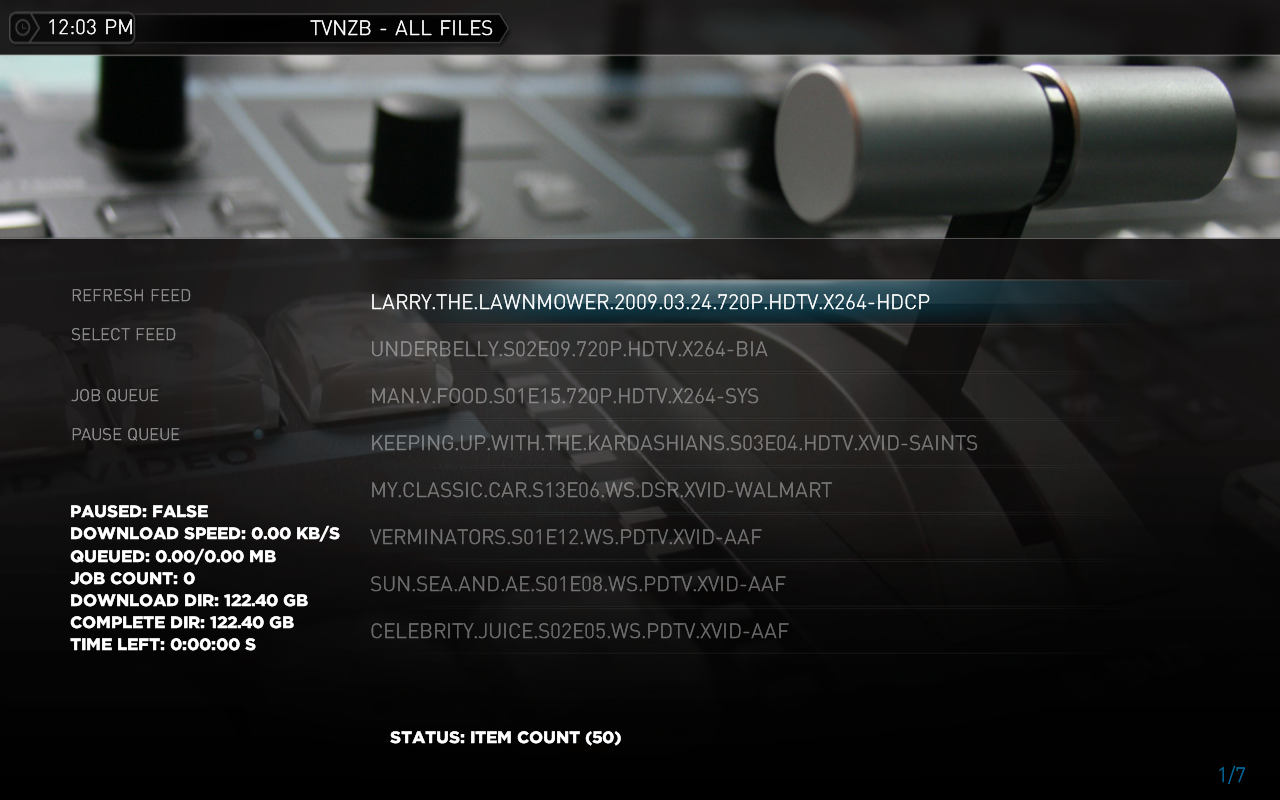 12:03 PM
TVNZB - ALL FILES
REFRESH FEED
SELECT FEED
JOB QUEUE
PAUSE QUEUE
PAUSED: FALSE
DOWNLOAD SPEED: 0.00 KB/S
QUEUED: 0.00/0.00 MB
JOB COUNT: 0
DOWNLOAD DIR: 122.40 GB
COMPLETE DIR: 122.40 GB
TIME LEFT: 0:00:00 S
LARRY.THE.LAWNMOWER.2009.03.24.720P.HDTV.X264-HDCP
UNDERBELLY.S02E09.720P.HDTV.X264-BIA
MAN.V.FOOD.S01E15.720P.HDTV.X264-SYS
KEEPING.UP.WITH.THE.KARDASHIANS.S03E04.HDTV.XVID-SAINTS
MY.CLASSIC.CAR.S13E06.WS.DSR.XVID-WALMART
VERMINATORS.S01E12.WS.PDTV.XVID-AAF
SUN.SEA.AND.AE.S01E08.WS.PDTV.XVID-AAF
CELEBRITY.JUICE.S02E05.WS.PDTV.XVID-AAF
VIDEO
STATUS: ITEM COUNT (50)
1/7